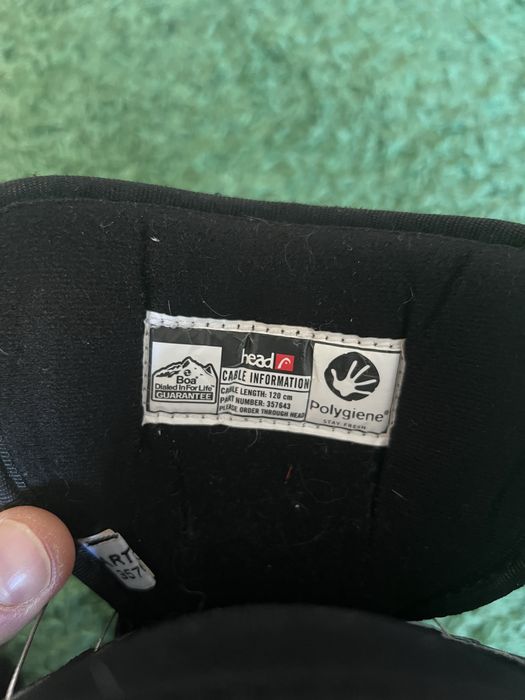 Boa
Dialed In For Life™
GUARANTEE
head
CABLE INFORMATION
CABLE LENGTH: 120 cm
PART NUMBER: 357643
PLEASE ORDER THROUGH HEAD
Polygiene®
STAY FRESH